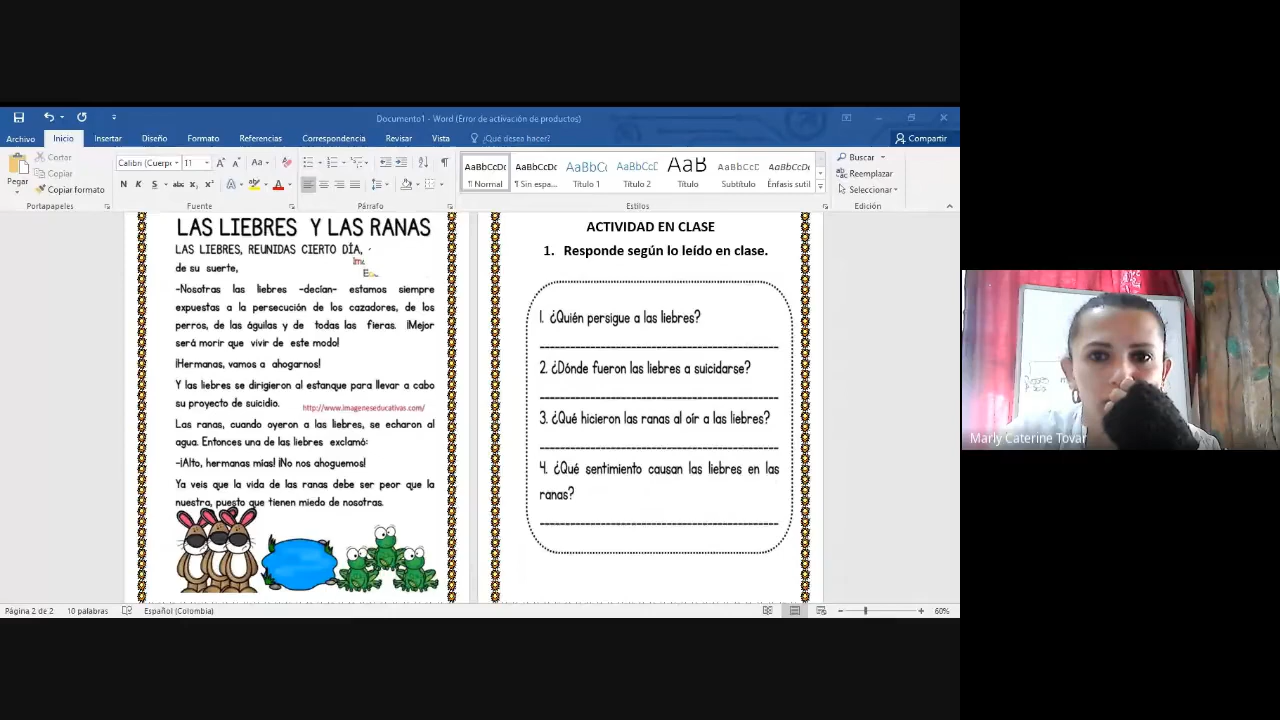 Documento1 - Word (Error de activación de productos)
Archivo Inicio Insertar Diseño Formato Referencias Correspondencia Revisar Vista ¿Qué desea hacer? Compartir
Pegar
Cortar
Copiar
Copiar formato
Portapapeles
Calibri (Cuerpo 11
N K S abc x₂ x²
Fuente
Párrafo
AaBbCcDc AaBbCcDc AaBbC AaBbCcD AaB AaBbCcD AaBbCcDc
¶ Normal ¶ Sin espa... Título 1 Título 2 Título Subtítulo Énfasis sutil
Estilos
Buscar
Reemplazar
Seleccionar
Edición
LAS LIEBRES Y LAS RANAS
LAS LIEBRES, REUNIDAS CIERTO DÍA,
de su suerte,
-Nosotras las liebres -decían- estamos siempre
expuestas a la persecución de los cazadores, de los
perros, de las águilas y de todas las fieras. ¡Mejor
será morir que vivir de este modo!
¡Hermanas, vamos a ahogarnos!
Y las liebres se dirigieron al estanque para llevar a cabo
su proyecto de suicidio.
http://www.imageneseducativas.com/
Las ranas, cuando oyeron a las liebres, se echaron al
agua. Entonces una de las liebres exclamó:
-¡Alto, hermanas mías! ¡No nos ahoguemos!
Ya veis que la vida de las ranas debe ser peor que la
nuestra, puesto que tienen miedo de nosotras.
ACTIVIDAD EN CLASE
1. Responde según lo leído en clase.
1. ¿Quién persigue a las liebres?
2. ¿Dónde fueron las liebres a suicidarse?
3. ¿Qué hicieron las ranas al oír a las liebres?
4. ¿Qué sentimiento causan las liebres en las
ranas?
Página 2 de 2 10 palabras Español (Colombia) 60%
Marly Caterine Tovar